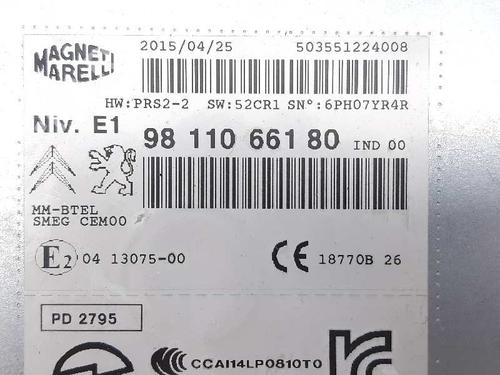 MAGNETI MARELLI
2015/04/25 503551224008
HW:PRS2-2 SW:52CR1 SN°:6PH07YR4R
Niv. E1 98 110 661 80 IND 00
MM-BTEL
SMEG CEM00
E2 04 13075-00 CE 18770B 26
PD 2795
CCAI14LP0810T0